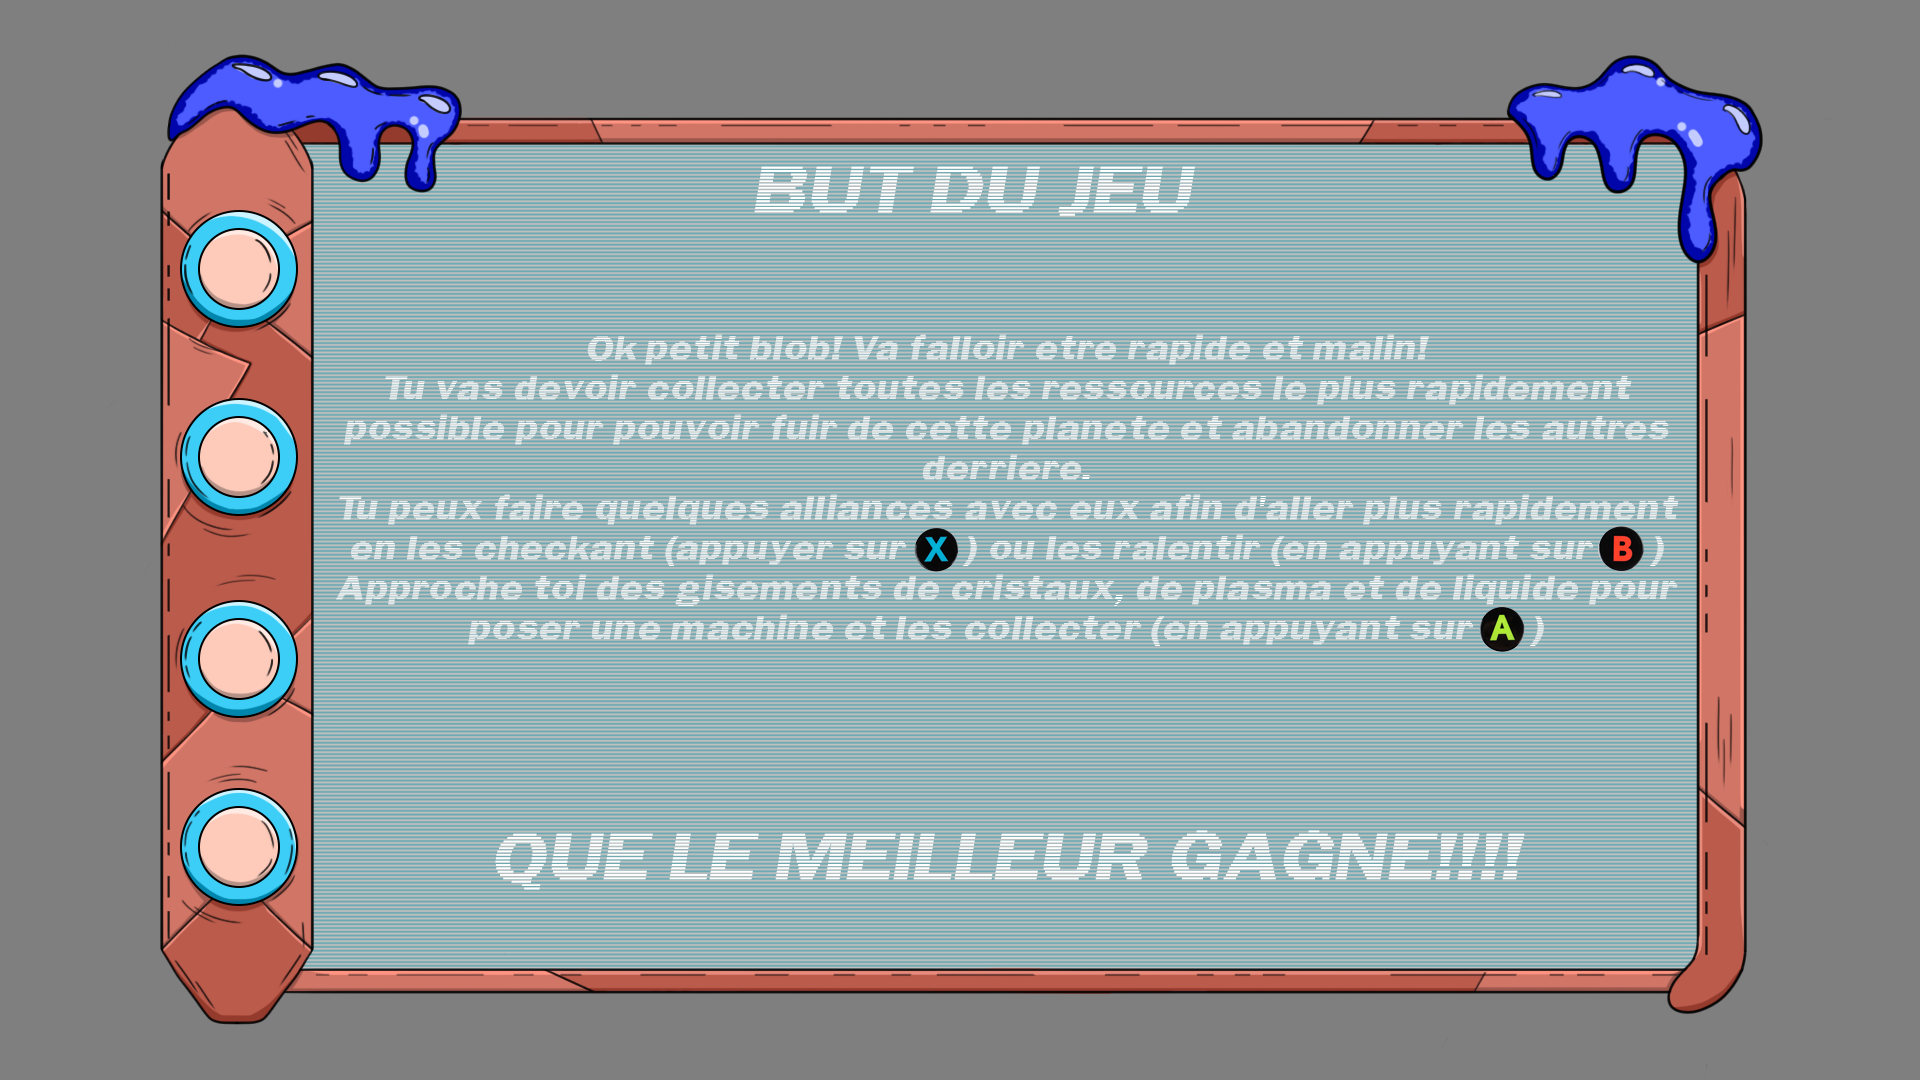 BUT DU JEU
Ok petit blob! Va falloir etre rapide et malin!
Tu vas devoir collecter toutes les ressources le plus rapidement
possible pour pouvoir fuir de cette planete et abandonner les autres
derriere.
Tu peux faire quelques alliances avec eux afin d'aller plus rapidement
en les checkant (appuyer sur X ) ou les ralentir (en appuyant sur B )
Approche toi des gisements de cristaux, de plasma et de liquide pour
poser une machine et les collecter (en appuyant sur A )
QUE LE MEILLEUR GAGNE!!!!